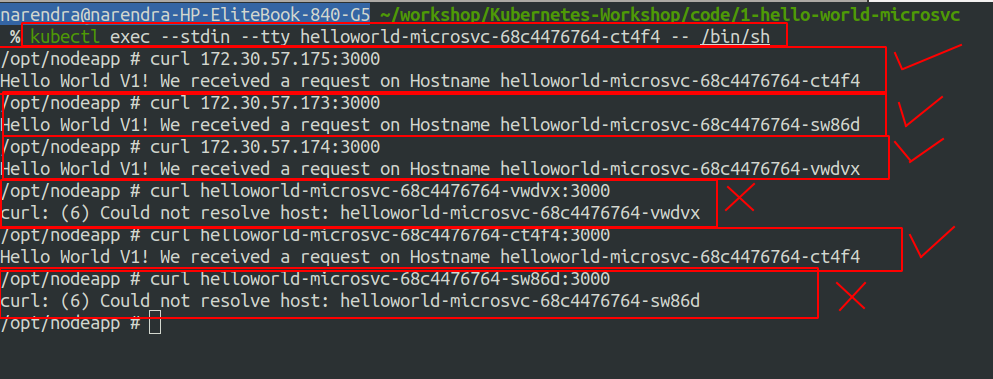 narendra@narendra-HP-EliteBook-840-G5 ~/workshop/Kubernetes-Workshop/code/1-hello-world-microsvc
% kubectl exec --stdin --tty helloworld-microsvc-68c4476764-ct4f4 -- /bin/sh
/opt/nodeapp # curl 172.30.57.175:3000
Hello World V1! We received a request on Hostname helloworld-microsvc-68c4476764-ct4f4
/opt/nodeapp # curl 172.30.57.173:3000
Hello World V1! We received a request on Hostname helloworld-microsvc-68c4476764-sw86d
/opt/nodeapp # curl 172.30.57.174:3000
Hello World V1! We received a request on Hostname helloworld-microsvc-68c4476764-vwdvx
/opt/nodeapp # curl helloworld-microsvc-68c4476764-vwdvx:3000
curl: (6) Could not resolve host: helloworld-microsvc-68c4476764-vwdvx
/opt/nodeapp # curl helloworld-microsvc-68c4476764-ct4f4:3000
Hello World V1! We received a request on Hostname helloworld-microsvc-68c4476764-ct4f4
/opt/nodeapp # curl helloworld-microsvc-68c4476764-sw86d:3000
curl: (6) Could not resolve host: helloworld-microsvc-68c4476764-sw86d
/opt/nodeapp #